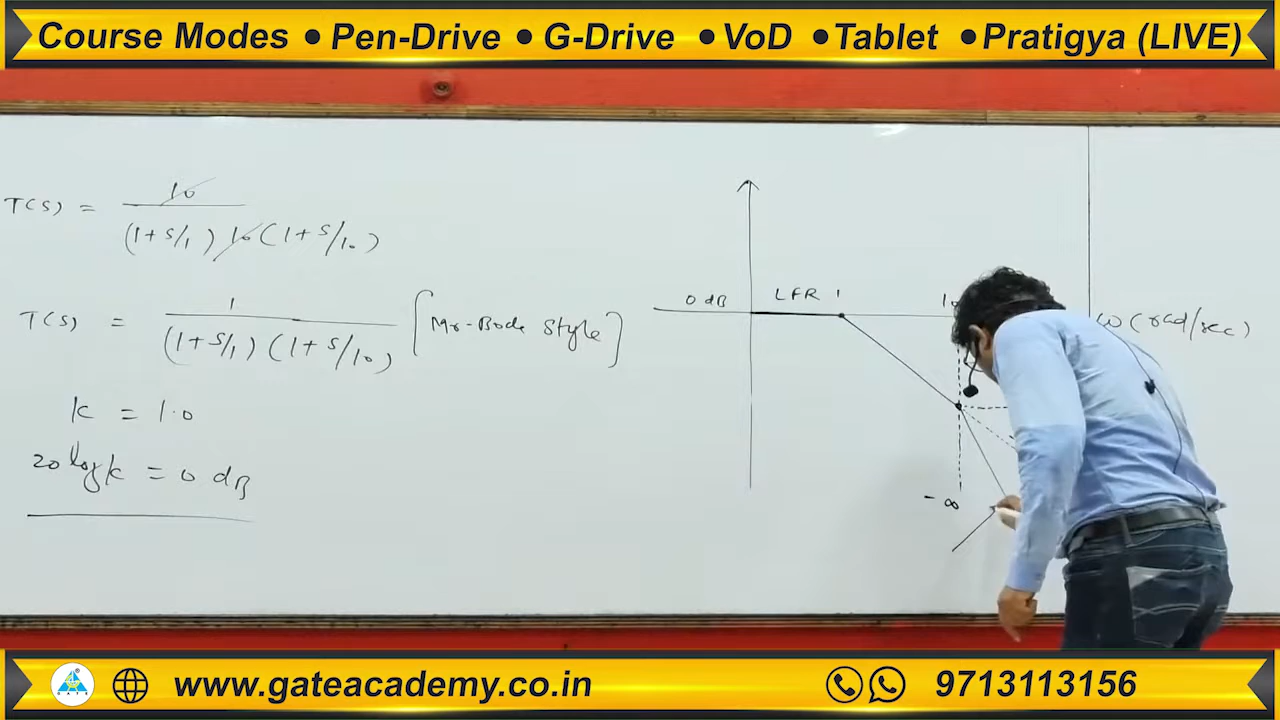 Course Modes • Pen-Drive • G-Drive • VoD • Tablet • Pratigya (LIVE)
T(s) = 10 / (1+s/1) 10 (1+s/10)
T(s) = 1 / (1+s/1) (1+s/10) [Mr-Bode Style]
K = 1.0
20 log K = 0 dB
0 dB LFR 1
ω (rad/sec)
- ∞
GATE
www.gateacademy.co.in
9713113156